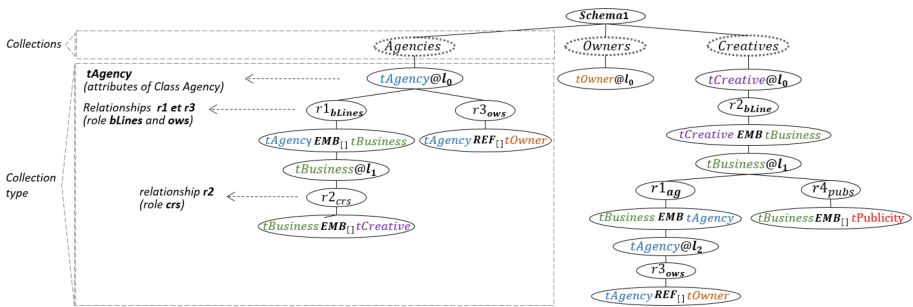 Schema1
Collections
Agencies
Owners
Creatives
tAgency
(attributes of Class Agency)
tAgency@l0
tOwner@l0
tCreative@l0
Relationships r1 et r3
(role bLines and ows)
r1bLines
r3ows
r2bLine
tAgency EMB[] tBusiness
tAgency REF[] tOwner
tCreative EMB tBusiness
Collection
type
tBusiness@l1
tBusiness@l1
relationship r2
(role crs)
r2crs
r1ag
r4pubs
tBusiness EMB[] tCreative
tBusiness EMB tAgency
tBusiness EMB[] tPublicity
tAgency@l2
r3ows
tAgency REF[] tOwner